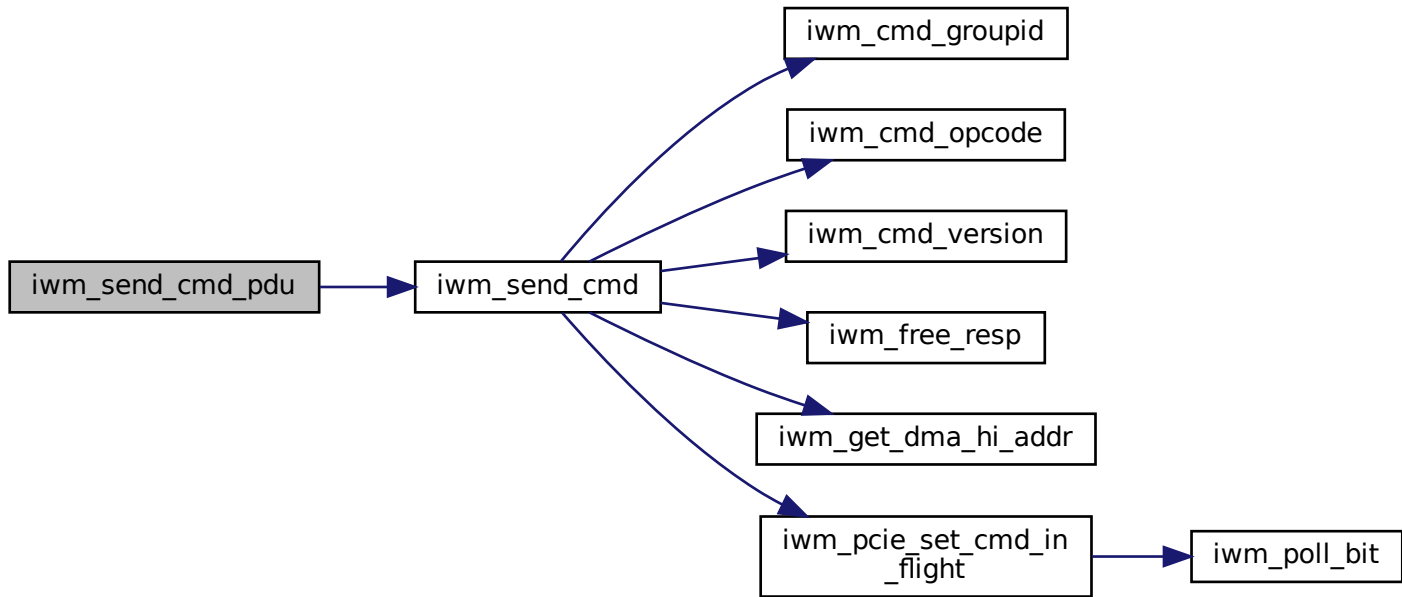 iwm_cmd_groupid
iwm_cmd_opcode
iwm_cmd_version
iwm_send_cmd_pdu
iwm_send_cmd
iwm_free_resp
iwm_get_dma_hi_addr
iwm_pcie_set_cmd_in
_flight
iwm_poll_bit